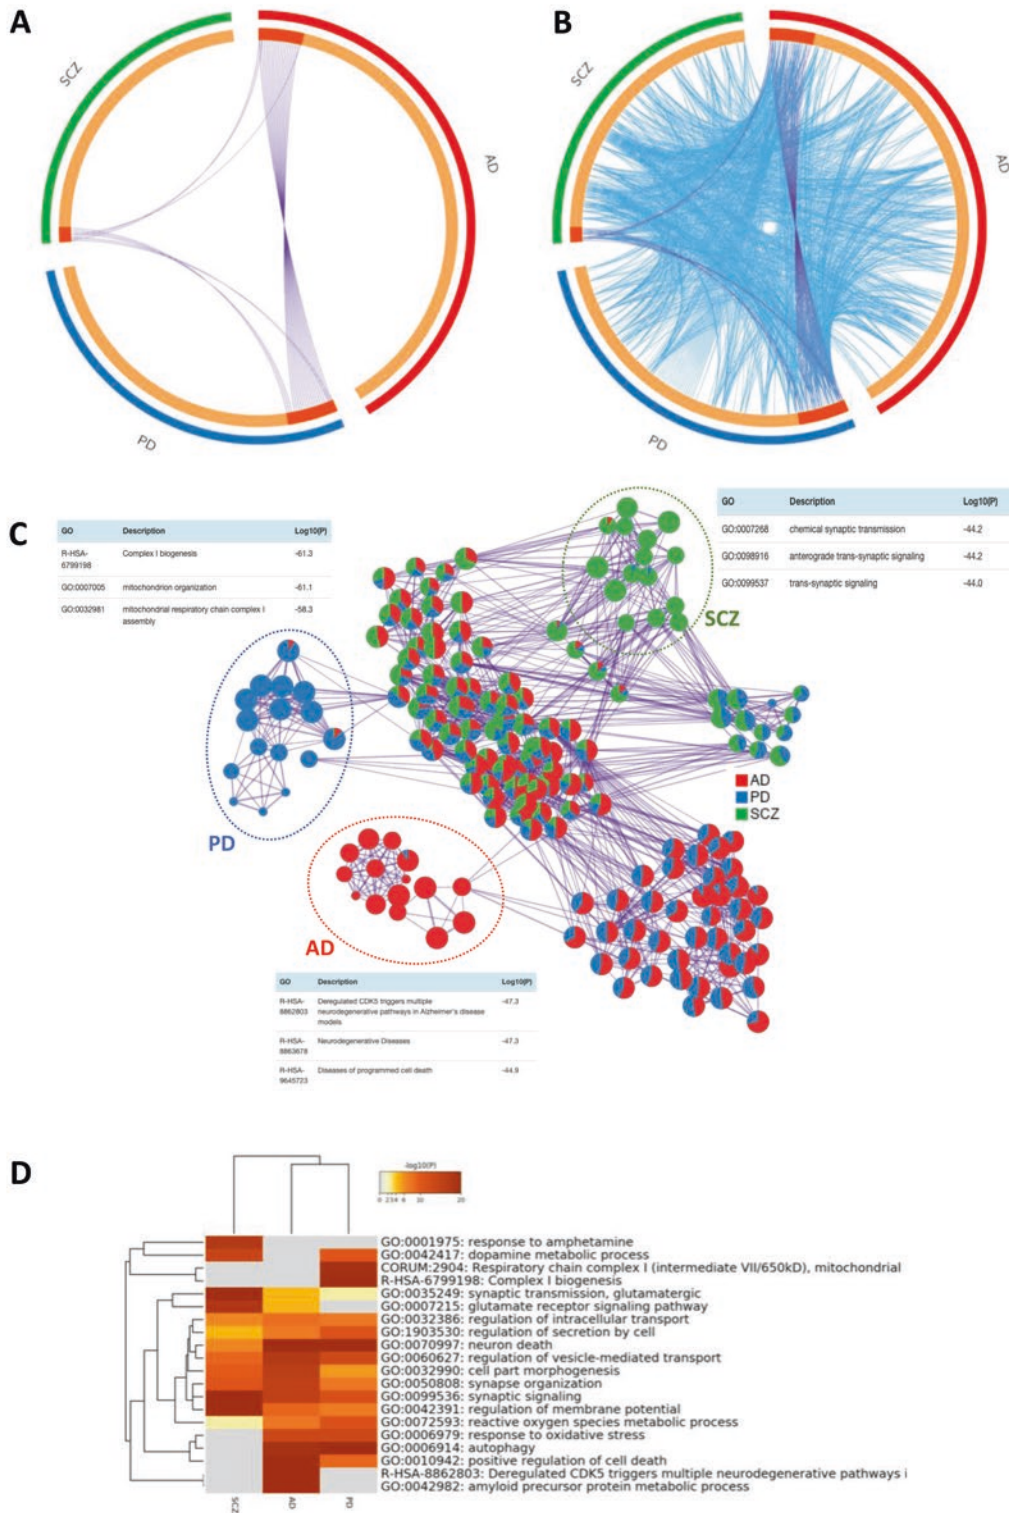 A
B
SCZ
AD
PD
SCZ
AD
PD
C
GO Description Log10(P)
R-HSA-
6799198
Complex I biogenesis -61.3
GO:0007005 mitochondrion organization -61.1
GO:0032981 mitochondrial respiratory chain complex I -58.3
assembly
GO Description Log10(P)
GO:0007268 chemical synaptic transmission -44.2
GO:0098916 anterograde trans-synaptic signaling -44.2
GO:0099537 trans-synaptic signaling -44.0
SCZ
PD
AD
AD
PD
SCZ
GO Description Log10(P)
R-HSA-
8862803
Deregulated CDK5 triggers multiple -47.3
neurodegenerative pathways in Alzheimer's disease
models
R-HSA-
8863678
Neurodegenerative Diseases -47.3
R-HSA-
9645723
Diseases of programmed cell death -44.9
D
-log10(P)
0 2 3 4 6 10 20
GO:0001975: response to amphetamine
GO:0042417: dopamine metabolic process
CORUM:2904: Respiratory chain complex I (intermediate VII/650kD), mitochondrial
R-HSA-6799198: Complex I biogenesis
GO:0035249: synaptic transmission, glutamatergic
GO:0007215: glutamate receptor signaling pathway
GO:0032386: regulation of intracellular transport
GO:1903530: regulation of secretion by cell
GO:0070997: neuron death
GO:0060627: regulation of vesicle-mediated transport
GO:0032990: cell part morphogenesis
GO:0050808: synapse organization
GO:0099536: synaptic signaling
GO:0042391: regulation of membrane potential
GO:0072593: reactive oxygen species metabolic process
GO:0006979: response to oxidative stress
GO:0006914: autophagy
GO:0010942: positive regulation of cell death
R-HSA-8862803: Deregulated CDK5 triggers multiple neurodegenerative pathways i
GO:0042982: amyloid precursor protein metabolic process
SCZ
AD
PD